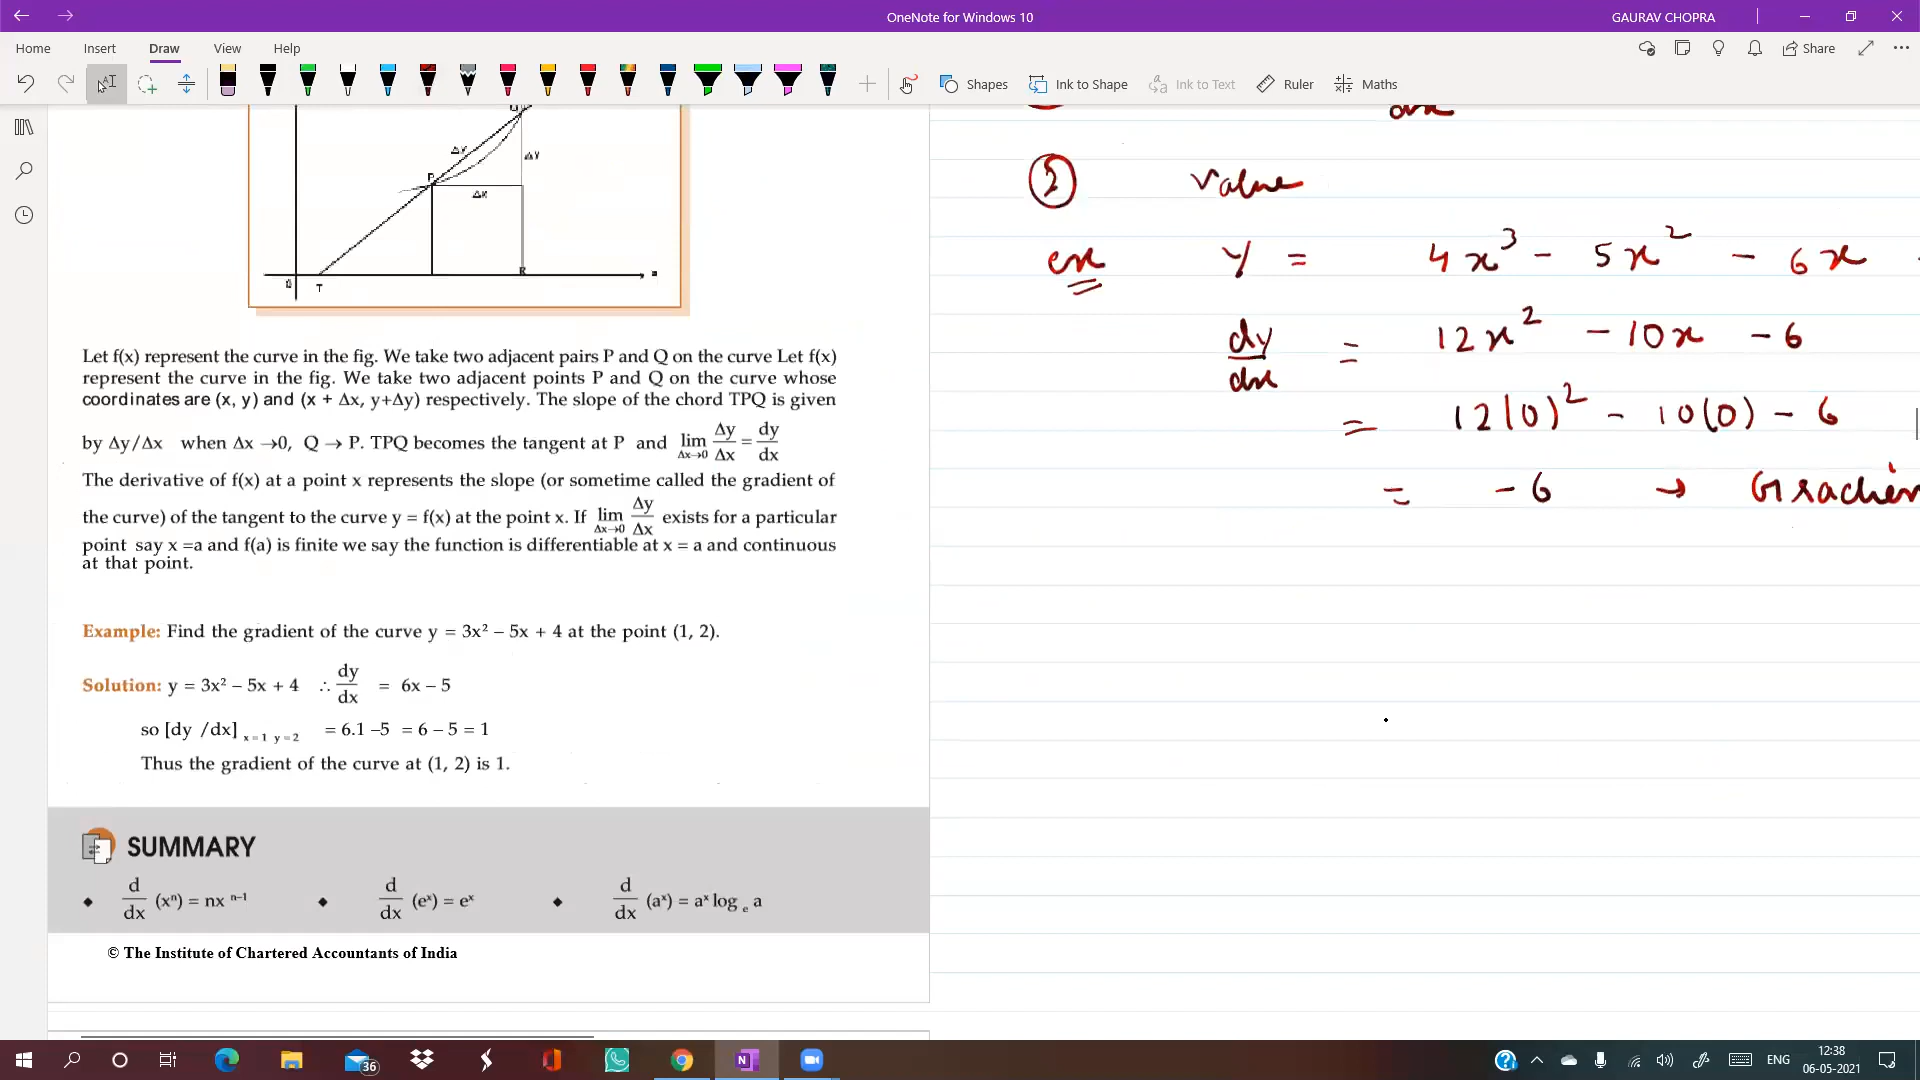 OneNote for Windows 10
GAURAV CHOPRA
Home Insert Draw View Help
Share
Shapes Ink to Shape Ink to Text Ruler Maths
ΔY
ΔY
P
ΔX
R
0
T
Let f(x) represent the curve in the fig. We take two adjacent pairs P and Q on the curve Let f(x)
represent the curve in the fig. We take two adjacent points P and Q on the curve whose
coordinates are (x, y) and (x + Δx, y+Δy) respectively. The slope of the chord TPQ is given
by Δy/Δx when Δx →0, Q → P. TPQ becomes the tangent at P and lim Δx→0 Δy/Δx = dy/dx
The derivative of f(x) at a point x represents the slope (or sometime called the gradient of
the curve) of the tangent to the curve y = f(x) at the point x. If lim Δx→0 Δy/Δx exists for a particular
point say x =a and f(a) is finite we say the function is differentiable at x = a and continuous
at that point.
Example: Find the gradient of the curve y = 3x² – 5x + 4 at the point (1, 2).
Solution: y = 3x² – 5x + 4 ∴ dy/dx = 6x – 5
so [dy /dx] x = 1 y = 2 = 6.1 –5 = 6 – 5 = 1
Thus the gradient of the curve at (1, 2) is 1.
SUMMARY
◆ d/dx (xⁿ) = nx ⁿ⁻¹ ◆ d/dx (eˣ) = eˣ ◆ d/dx (aˣ) = aˣ log e a
© The Institute of Chartered Accountants of India
dx
2 Value
ex y = 4x³ - 5x² - 6x
dy/dx = 12x² - 10x - 6
= 12(0)² - 10(0) - 6
= - 6 → Gradien
36
N
ENG
12:38
06-05-2021